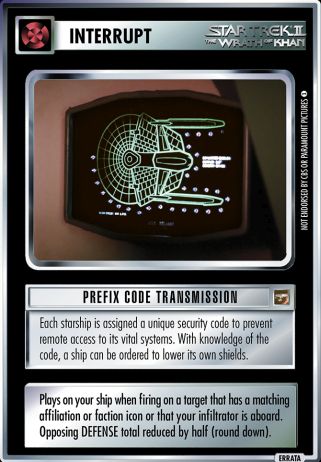 INTERRUPT
STAR TREK II
THE WRATH OF KHAN
NOT ENDORSED BY CBS OR PARAMOUNT PICTURES
PREFIX CODE TRANSMISSION
Each starship is assigned a unique security code to prevent
remote access to its vital systems. With knowledge of the
code, a ship can be ordered to lower its own shields.
Plays on your ship when firing on a target that has a matching
affiliation or faction icon or that your infiltrator is aboard.
Opposing DEFENSE total reduced by half (round down).
ERRATA